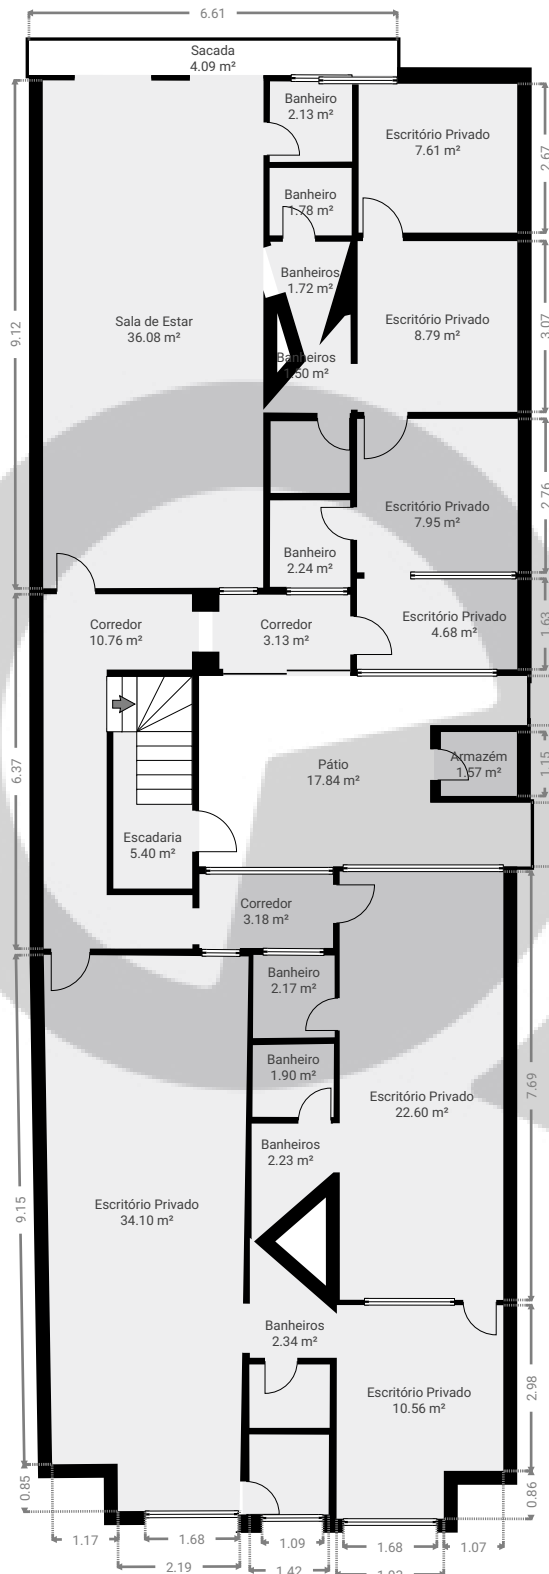 6.61
Sacada
4.09 m²
Banheiro
2.13 m²
Escritório Privado
7.61 m²
2.67
Banheiro
1.78 m²
Banheiros
1.72 m²
Sala de Estar
36.08 m²
Escritório Privado
8.79 m²
3.07
9.12
Banheiros
1.50 m²
Escritório Privado
7.95 m²
2.76
Banheiro
2.24 m²
Corredor
10.76 m²
Corredor
3.13 m²
Escritório Privado
4.68 m²
1.63
6.37
Pátio
17.84 m²
Armazém
1.57 m²
1.15
Escadaria
5.40 m²
Corredor
3.18 m²
Banheiro
2.17 m²
Banheiro
1.90 m²
Escritório Privado
22.60 m²
7.69
Banheiros
2.23 m²
Escritório Privado
34.10 m²
9.15
Banheiros
2.34 m²
Escritório Privado
10.56 m²
2.98
0.85
0.86
1.17
1.68
1.09
1.68
1.07
2.19
1.42